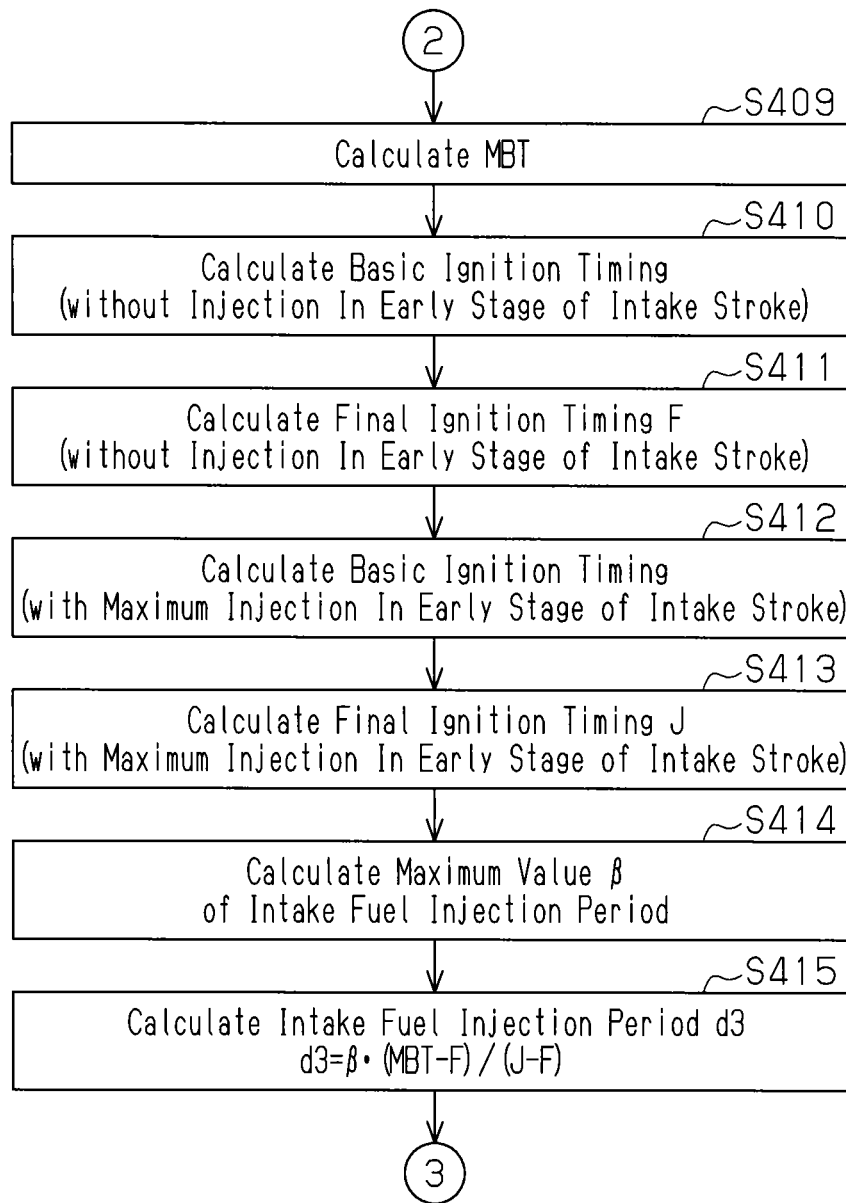 2
S409
Calculate MBT
S410
Calculate Basic Ignition Timing
(without Injection In Early Stage of Intake Stroke)
S411
Calculate Final Ignition Timing F
(without Injection In Early Stage of Intake Stroke)
S412
Calculate Basic Ignition Timing
(with Maximum Injection In Early Stage of Intake Stroke)
S413
Calculate Final Ignition Timing J
(with Maximum Injection In Early Stage of Intake Stroke)
S414
Calculate Maximum Value β
of Intake Fuel Injection Period
S415
Calculate Intake Fuel Injection Period d3
d3=β・(MBT-F)/(J-F)
3